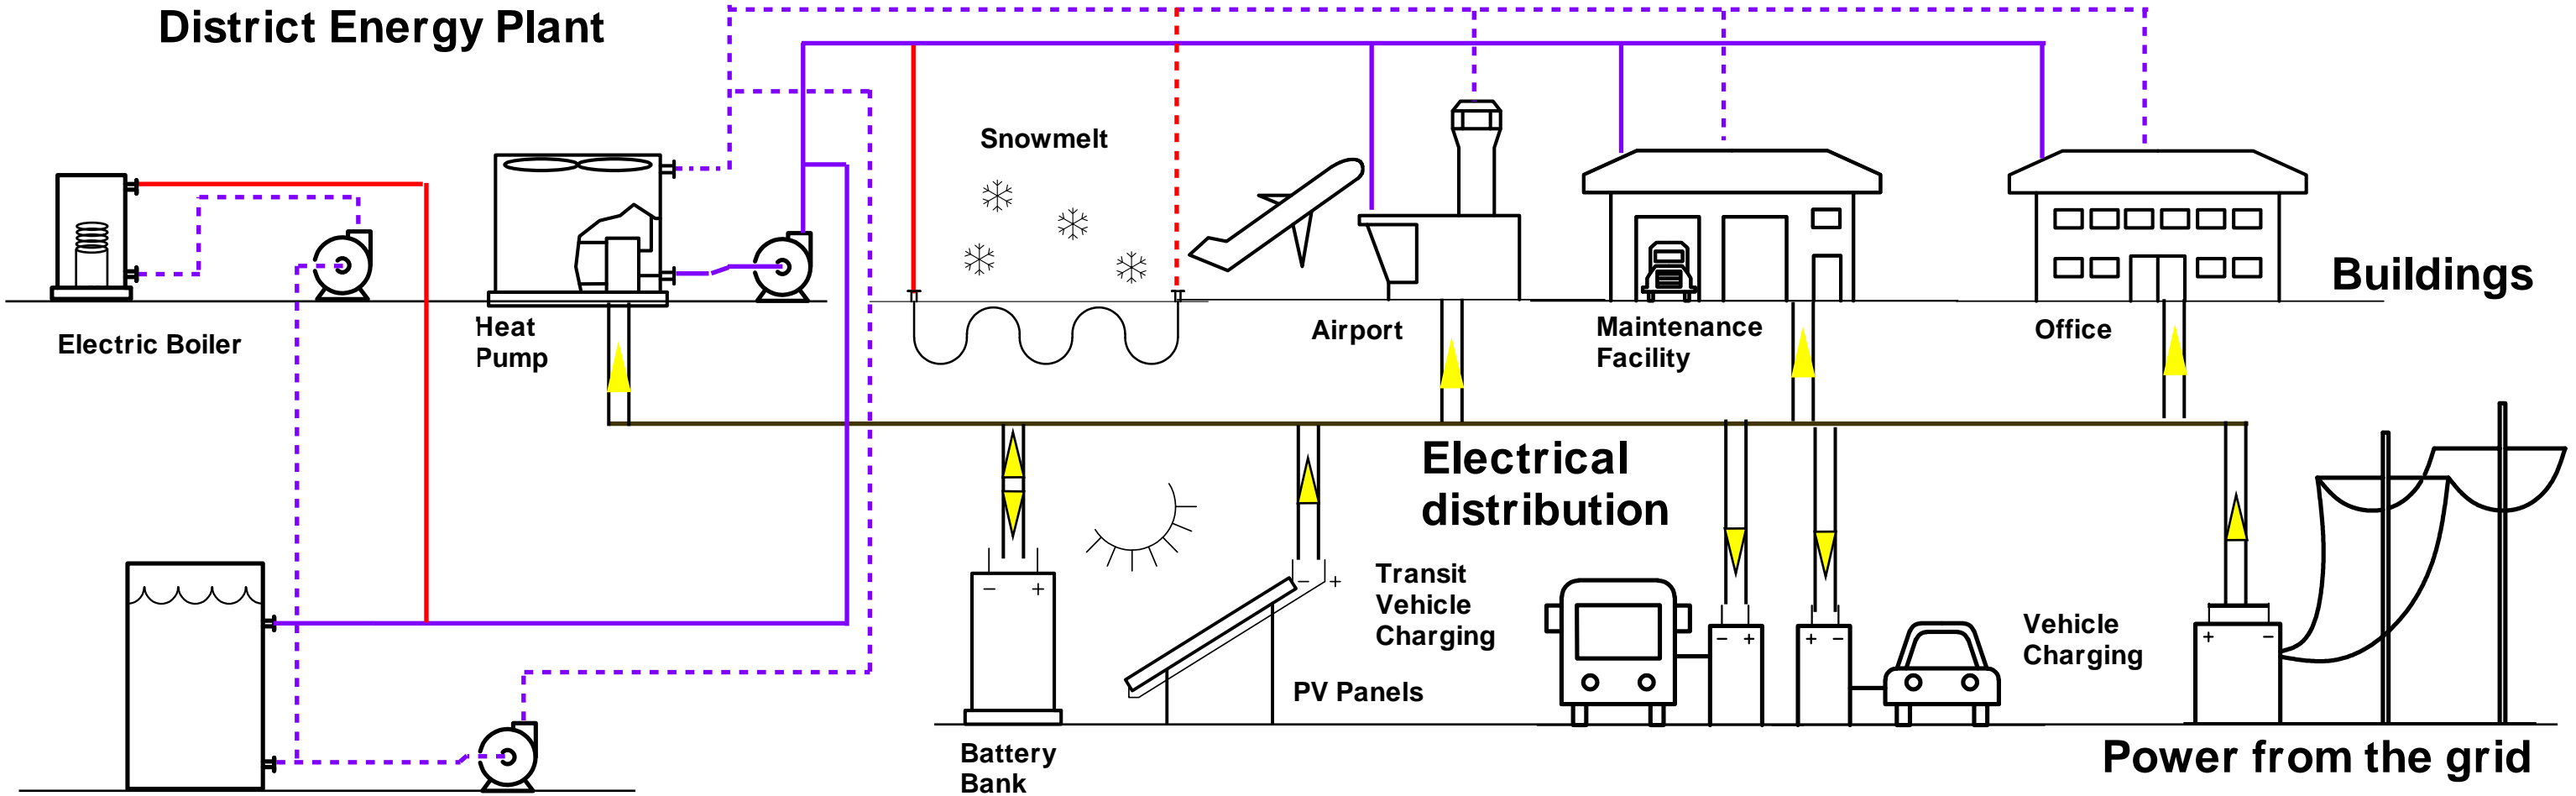 District Energy Plant
Snowmelt
Buildings
Electric Boiler
Heat
Pump
Airport
Maintenance
Facility
Office
Electrical
distribution
Transit
Vehicle
Charging
PV Panels
Vehicle
Charging
Battery
Bank
Power from the grid
− +
− +
− +
+ −
+ −